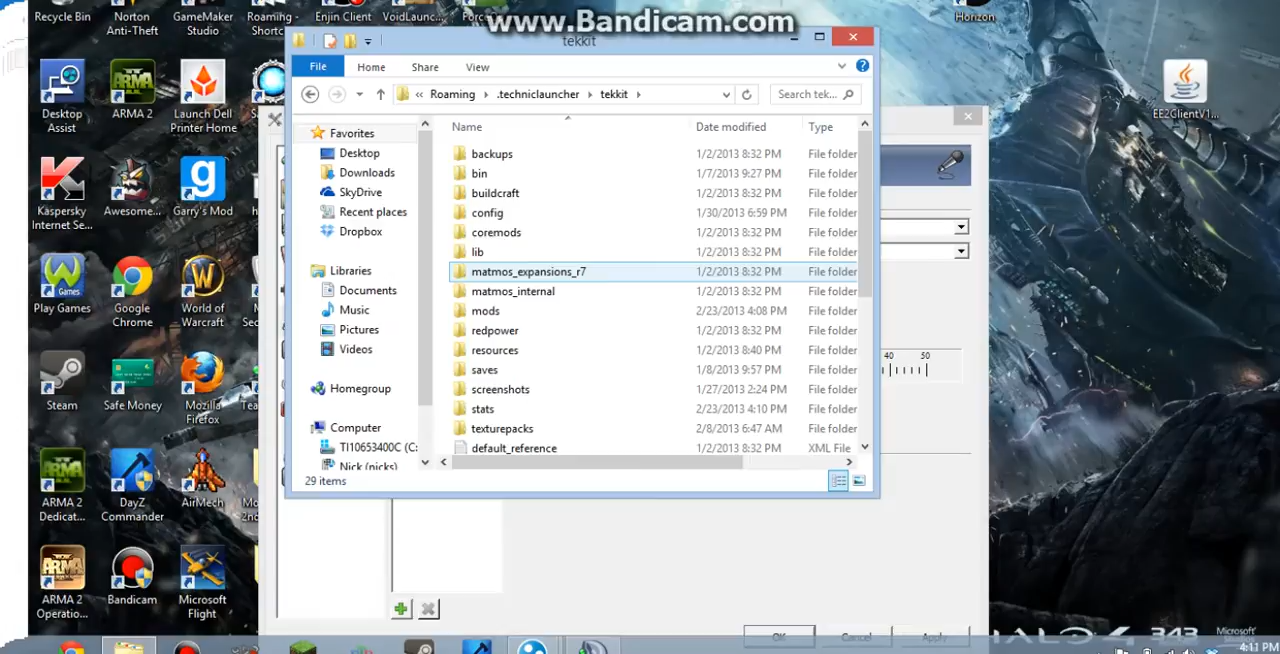 www.Bandicam.com
Recycle Bin
Norton
Anti-Theft
GameMaker
Studio
Roaming -
Shortc
Enjin Client
VoidLaunc...
Horizon
tekkit
File
Home
Share
View
« Roaming › .techniclauncher › tekkit ›
Search tek...
Favorites
Desktop
Downloads
SkyDrive
Recent places
Dropbox
Libraries
Documents
Music
Pictures
Videos
Homegroup
Computer
TI10653400C (C:
Nick (nicks)
Name Date modified Type
backups 1/2/2013 8:32 PM File folder
bin 1/7/2013 9:27 PM File folder
buildcraft 1/2/2013 8:32 PM File folder
config 1/30/2013 6:59 PM File folder
coremods 1/2/2013 8:32 PM File folder
lib 1/2/2013 8:32 PM File folder
matmos_expansions_r7 1/2/2013 8:32 PM File folder
matmos_internal 1/2/2013 8:32 PM File folder
mods 2/23/2013 4:08 PM File folder
redpower 1/2/2013 8:32 PM File folder
resources 1/2/2013 8:40 PM File folder
saves 1/8/2013 9:57 PM File folder
screenshots 1/27/2013 2:24 PM File folder
stats 2/23/2013 4:10 PM File folder
texturepacks 2/8/2013 6:47 AM File folder
default_reference 1/2/2013 8:32 PM XML File
29 items
Desktop
Assist
ARMA 2
Launch Dell
Printer Home
EE2ClientV1...
Kaspersky
Internet Se...
Awesome...
Garry's Mod
Play Games
Google
Chrome
World of
Warcraft
Steam
Safe Money
Mozilla
Firefox
ARMA 2
Dedicat...
DayZ
Commander
AirMech
ARMA 2
Operatio...
Bandicam
Microsoft
Flight
40 50
OK
Cancel
Apply
HALO 4
343
Microsoft
4:11 PM